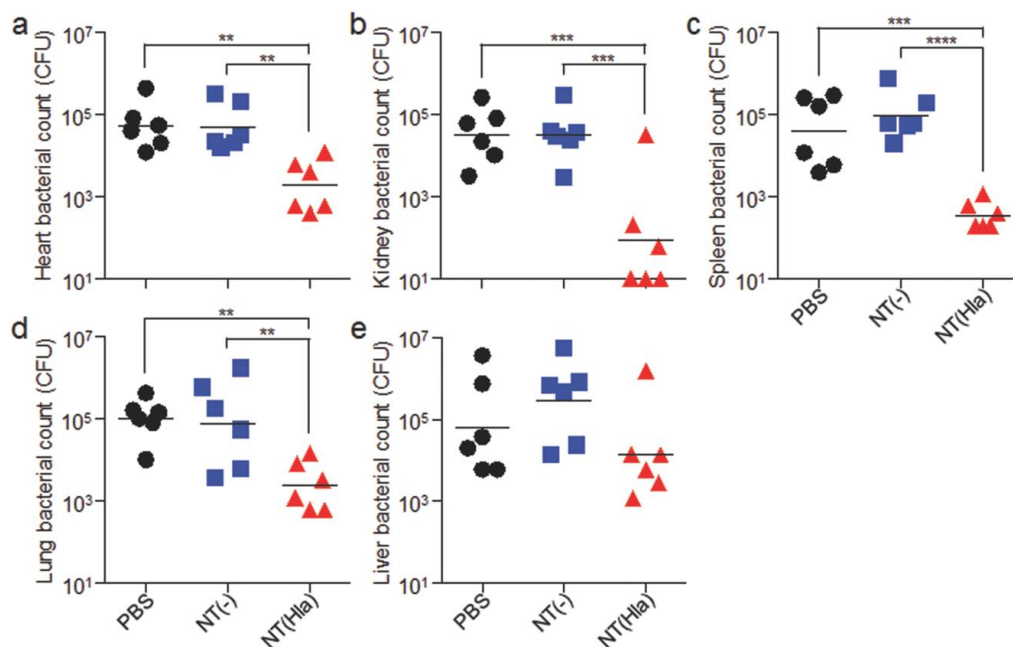 a
Heart bacterial count (CFU)
10⁷
10⁵
10³
10¹
**
**
b
Kidney bacterial count (CFU)
10⁷
10⁵
10³
10¹
***
***
c
Spleen bacterial count (CFU)
10⁷
10⁵
10³
10¹
***
****
PBS
NT(-)
NT(Hla)
d
Lung bacterial count (CFU)
10⁷
10⁵
10³
10¹
**
**
PBS
NT(-)
NT(Hla)
e
Liver bacterial count (CFU)
10⁷
10⁵
10³
10¹
PBS
NT(-)
NT(Hla)